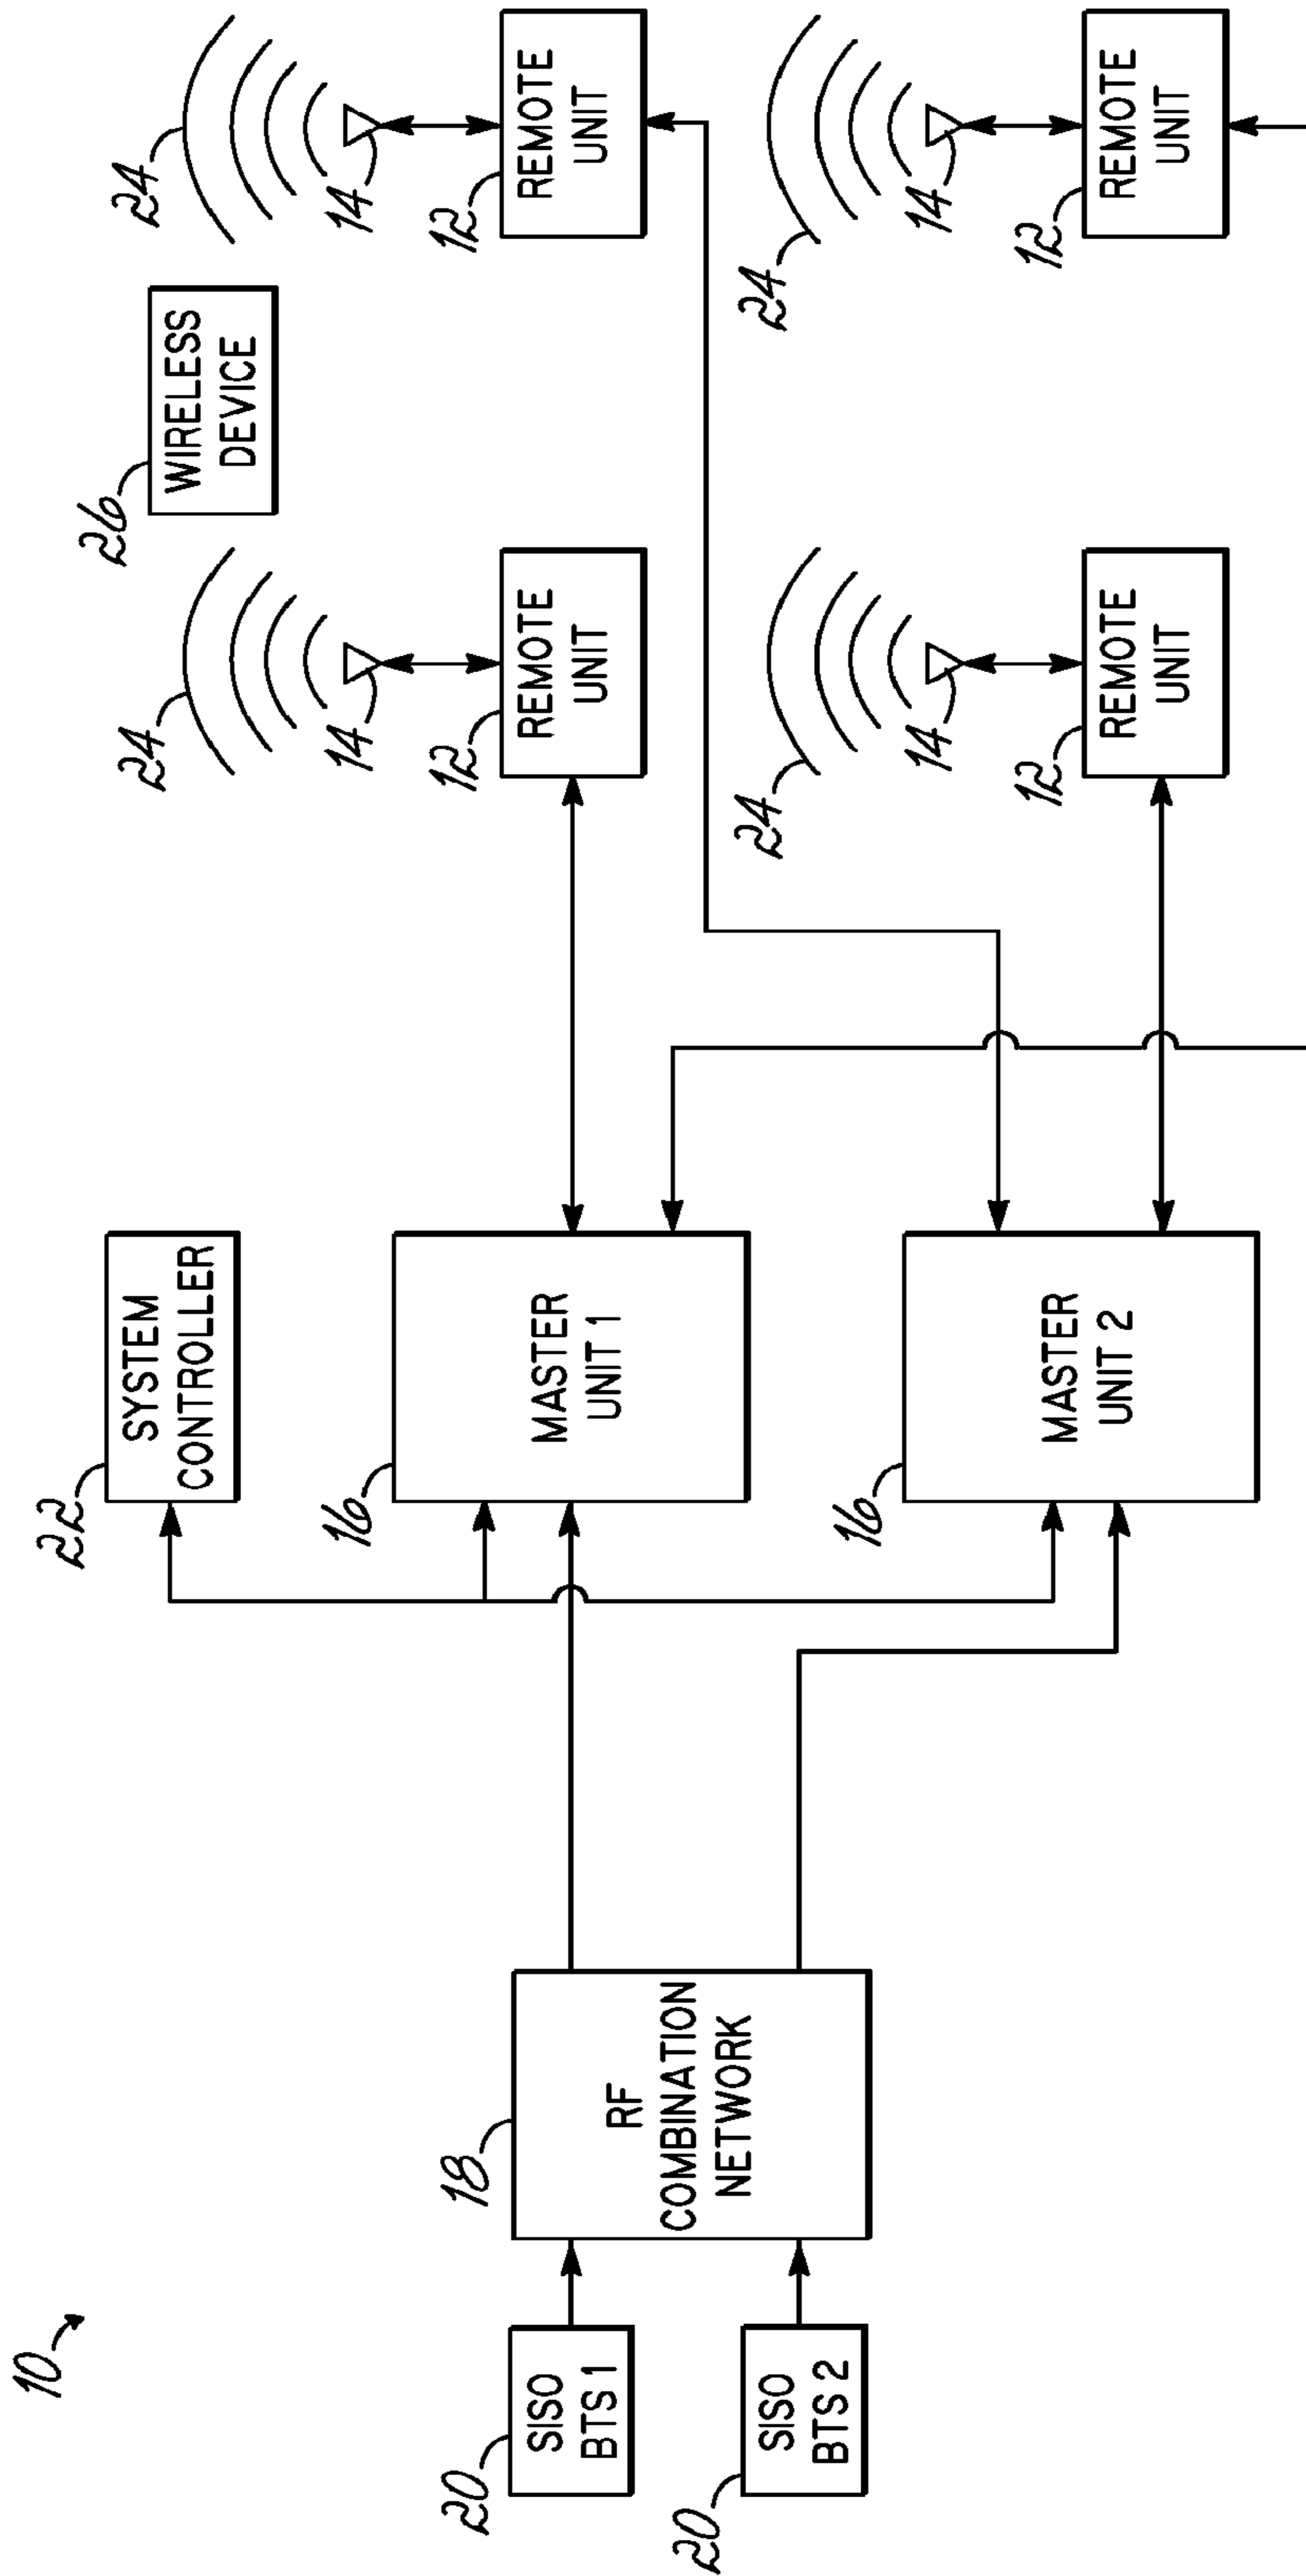 10
20
SISO
BTS 1
20
SISO
BTS 2
18
RF
COMBINATION
NETWORK
22
SYSTEM
CONTROLLER
16
MASTER
UNIT 1
16
MASTER
UNIT 2
24
14
12
REMOTE
UNIT
26
WIRELESS
DEVICE
24
14
12
REMOTE
UNIT
24
14
12
REMOTE
UNIT
24
14
12
REMOTE
UNIT